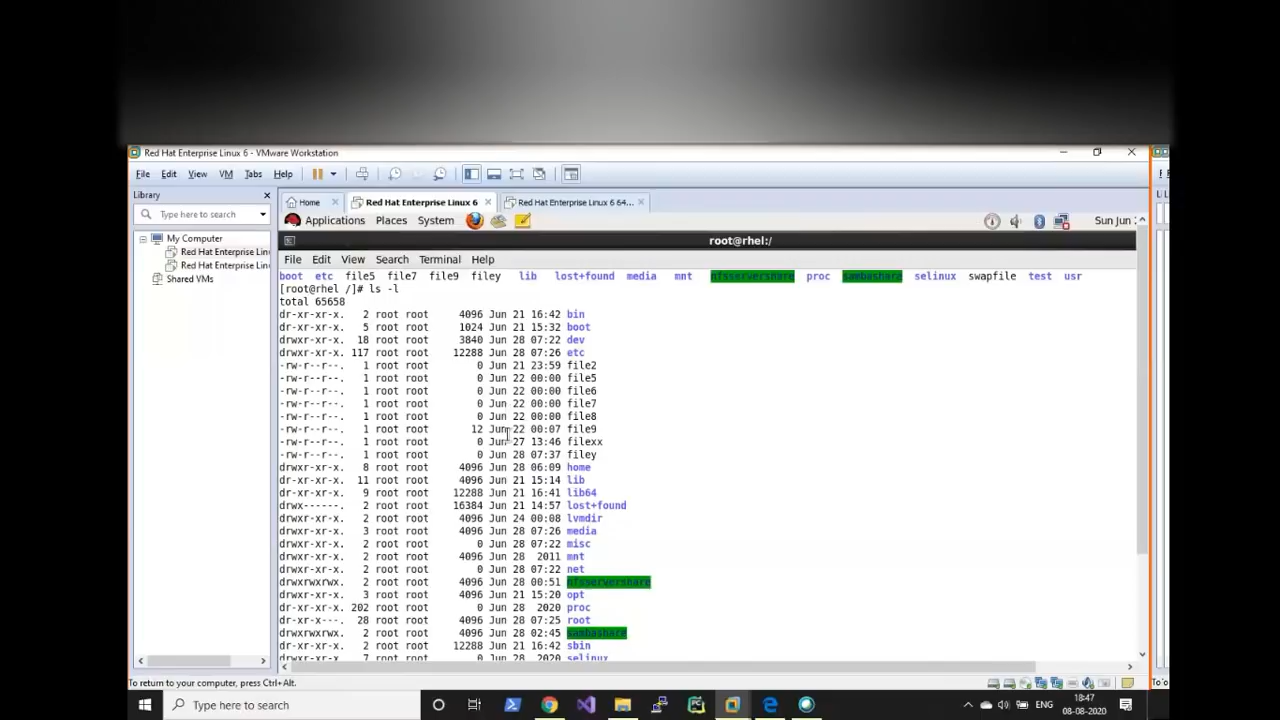 Red Hat Enterprise Linux 6 - VMware Workstation
File Edit View VM Tabs Help
Library
Home
Red Hat Enterprise Linux 6
Red Hat Enterprise Linux 6 64...
Type here to search
Applications Places System
Sun Jun
My Computer
root@rhel:/
Red Hat Enterprise Lin
File Edit View Search Terminal Help
Red Hat Enterprise Lin
Shared VMs
boot etc file5 file7 file9 filey lib lost+found media mnt nfsservershare proc sambashare selinux swapfile test usr
[root@rhel /]# ls -l
total 65658
dr-xr-xr-x. 2 root root 4096 Jun 21 16:42 bin
dr-xr-xr-x. 5 root root 1024 Jun 21 15:32 boot
drwxr-xr-x. 18 root root 3840 Jun 28 07:22 dev
drwxr-xr-x. 117 root root 12288 Jun 28 07:26 etc
-rw-r--r--. 1 root root 0 Jun 21 23:59 file2
-rw-r--r--. 1 root root 0 Jun 22 00:00 file5
-rw-r--r--. 1 root root 0 Jun 22 00:00 file6
-rw-r--r--. 1 root root 0 Jun 22 00:00 file7
-rw-r--r--. 1 root root 0 Jun 22 00:00 file8
-rw-r--r--. 1 root root 12 Jun 22 00:07 file9
-rw-r--r--. 1 root root 0 Jun 27 13:46 filexx
-rw-r--r--. 1 root root 0 Jun 28 07:37 filey
drwxr-xr-x. 8 root root 4096 Jun 28 06:09 home
dr-xr-xr-x. 11 root root 4096 Jun 21 15:14 lib
dr-xr-xr-x. 9 root root 12288 Jun 21 16:41 lib64
drwx------. 2 root root 16384 Jun 21 14:57 lost+found
drwxr-xr-x. 2 root root 4096 Jun 24 00:08 lvmdir
drwxr-xr-x. 3 root root 4096 Jun 28 07:26 media
drwxr-xr-x. 2 root root 0 Jun 28 07:22 misc
drwxr-xr-x. 2 root root 4096 Jun 28 2011 mnt
drwxr-xr-x. 2 root root 0 Jun 28 07:22 net
drwxrwxrwx. 2 root root 4096 Jun 28 00:51 nfsservershare
drwxr-xr-x. 3 root root 4096 Jun 21 15:20 opt
dr-xr-xr-x. 202 root root 0 Jun 28 2020 proc
dr-xr-x---. 28 root root 4096 Jun 28 07:25 root
drwxrwxrwx. 2 root root 4096 Jun 28 02:45 sambashare
dr-xr-xr-x. 2 root root 12288 Jun 21 16:42 sbin
drwxr-xr-x. 7 root root 0 Jun 28 2020 selinux
To return to your computer, press Ctrl+Alt.
Type here to search
ENG
18:47
08-08-2020